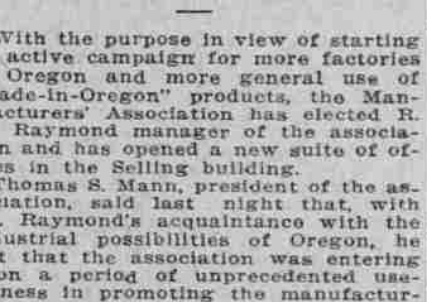 With the purpose in view of starting
active campaign for more factories
Oregon and more general use of
ade-in-Oregon" products, the Man-
acturers' Association has elected R.
Raymond manager of the associa-
n and has opened a new suite of of-
es in the Selling building.
Thomas S. Mann, president of the as-
ciation, said last night that, with
. Raymond's acquaintance with the
dustrial possibilities of Oregon, he
t that the association was entering
on a period of unprecedented use-
ness in promoting the manufactur-